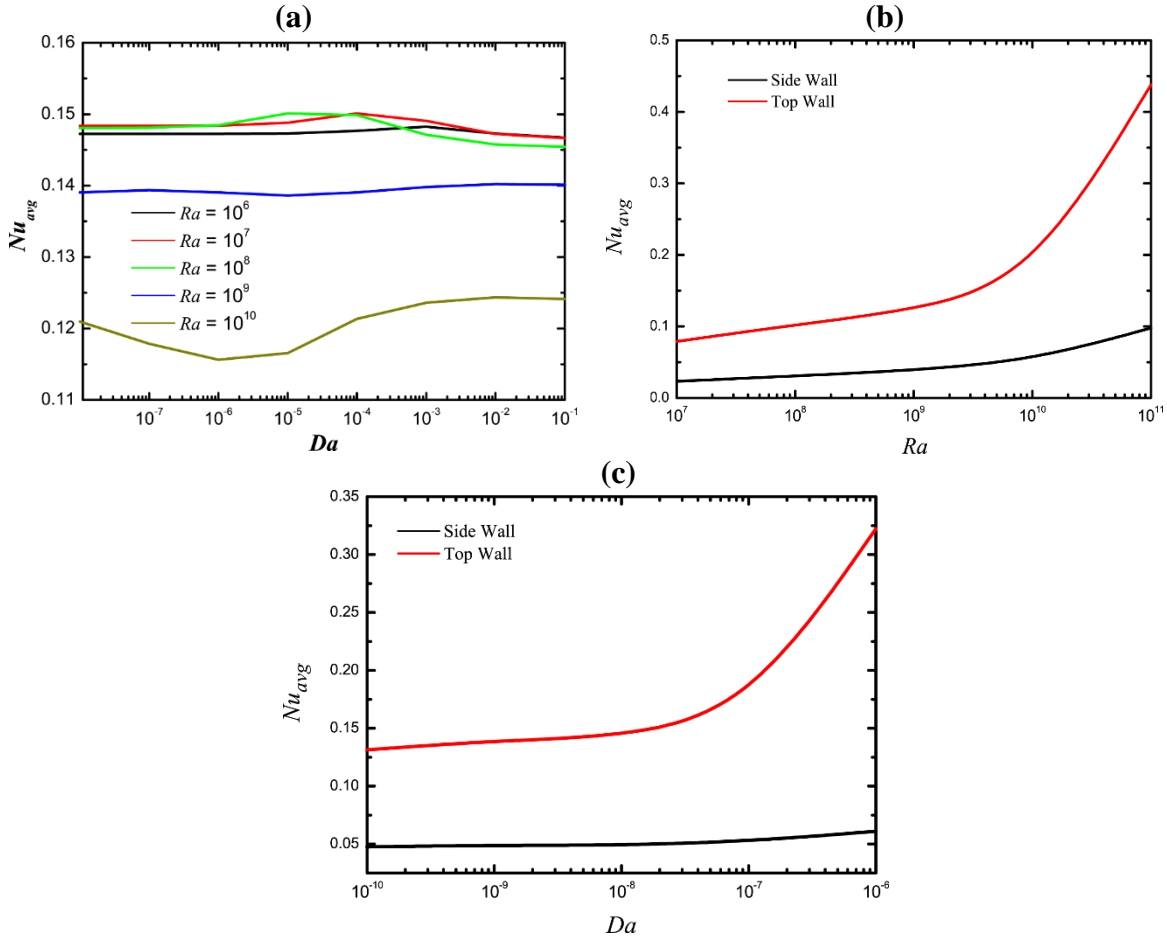 (a)
0.16
0.15
0.14
0.13
0.12
0.11
Nu_avg
Ra = 10^6
Ra = 10^7
Ra = 10^8
Ra = 10^9
Ra = 10^10
10^-7 10^-6 10^-5 10^-4 10^-3 10^-2 10^-1
Da
(b)
0.5
0.4
0.3
0.2
0.1
0.0
Nu_avg
Side Wall
Top Wall
10^7 10^8 10^9 10^10 10^11
Ra
(c)
0.35
0.30
0.25
0.20
0.15
0.10
0.05
Nu_avg
Side Wall
Top Wall
10^-10 10^-9 10^-8 10^-7 10^-6
Da